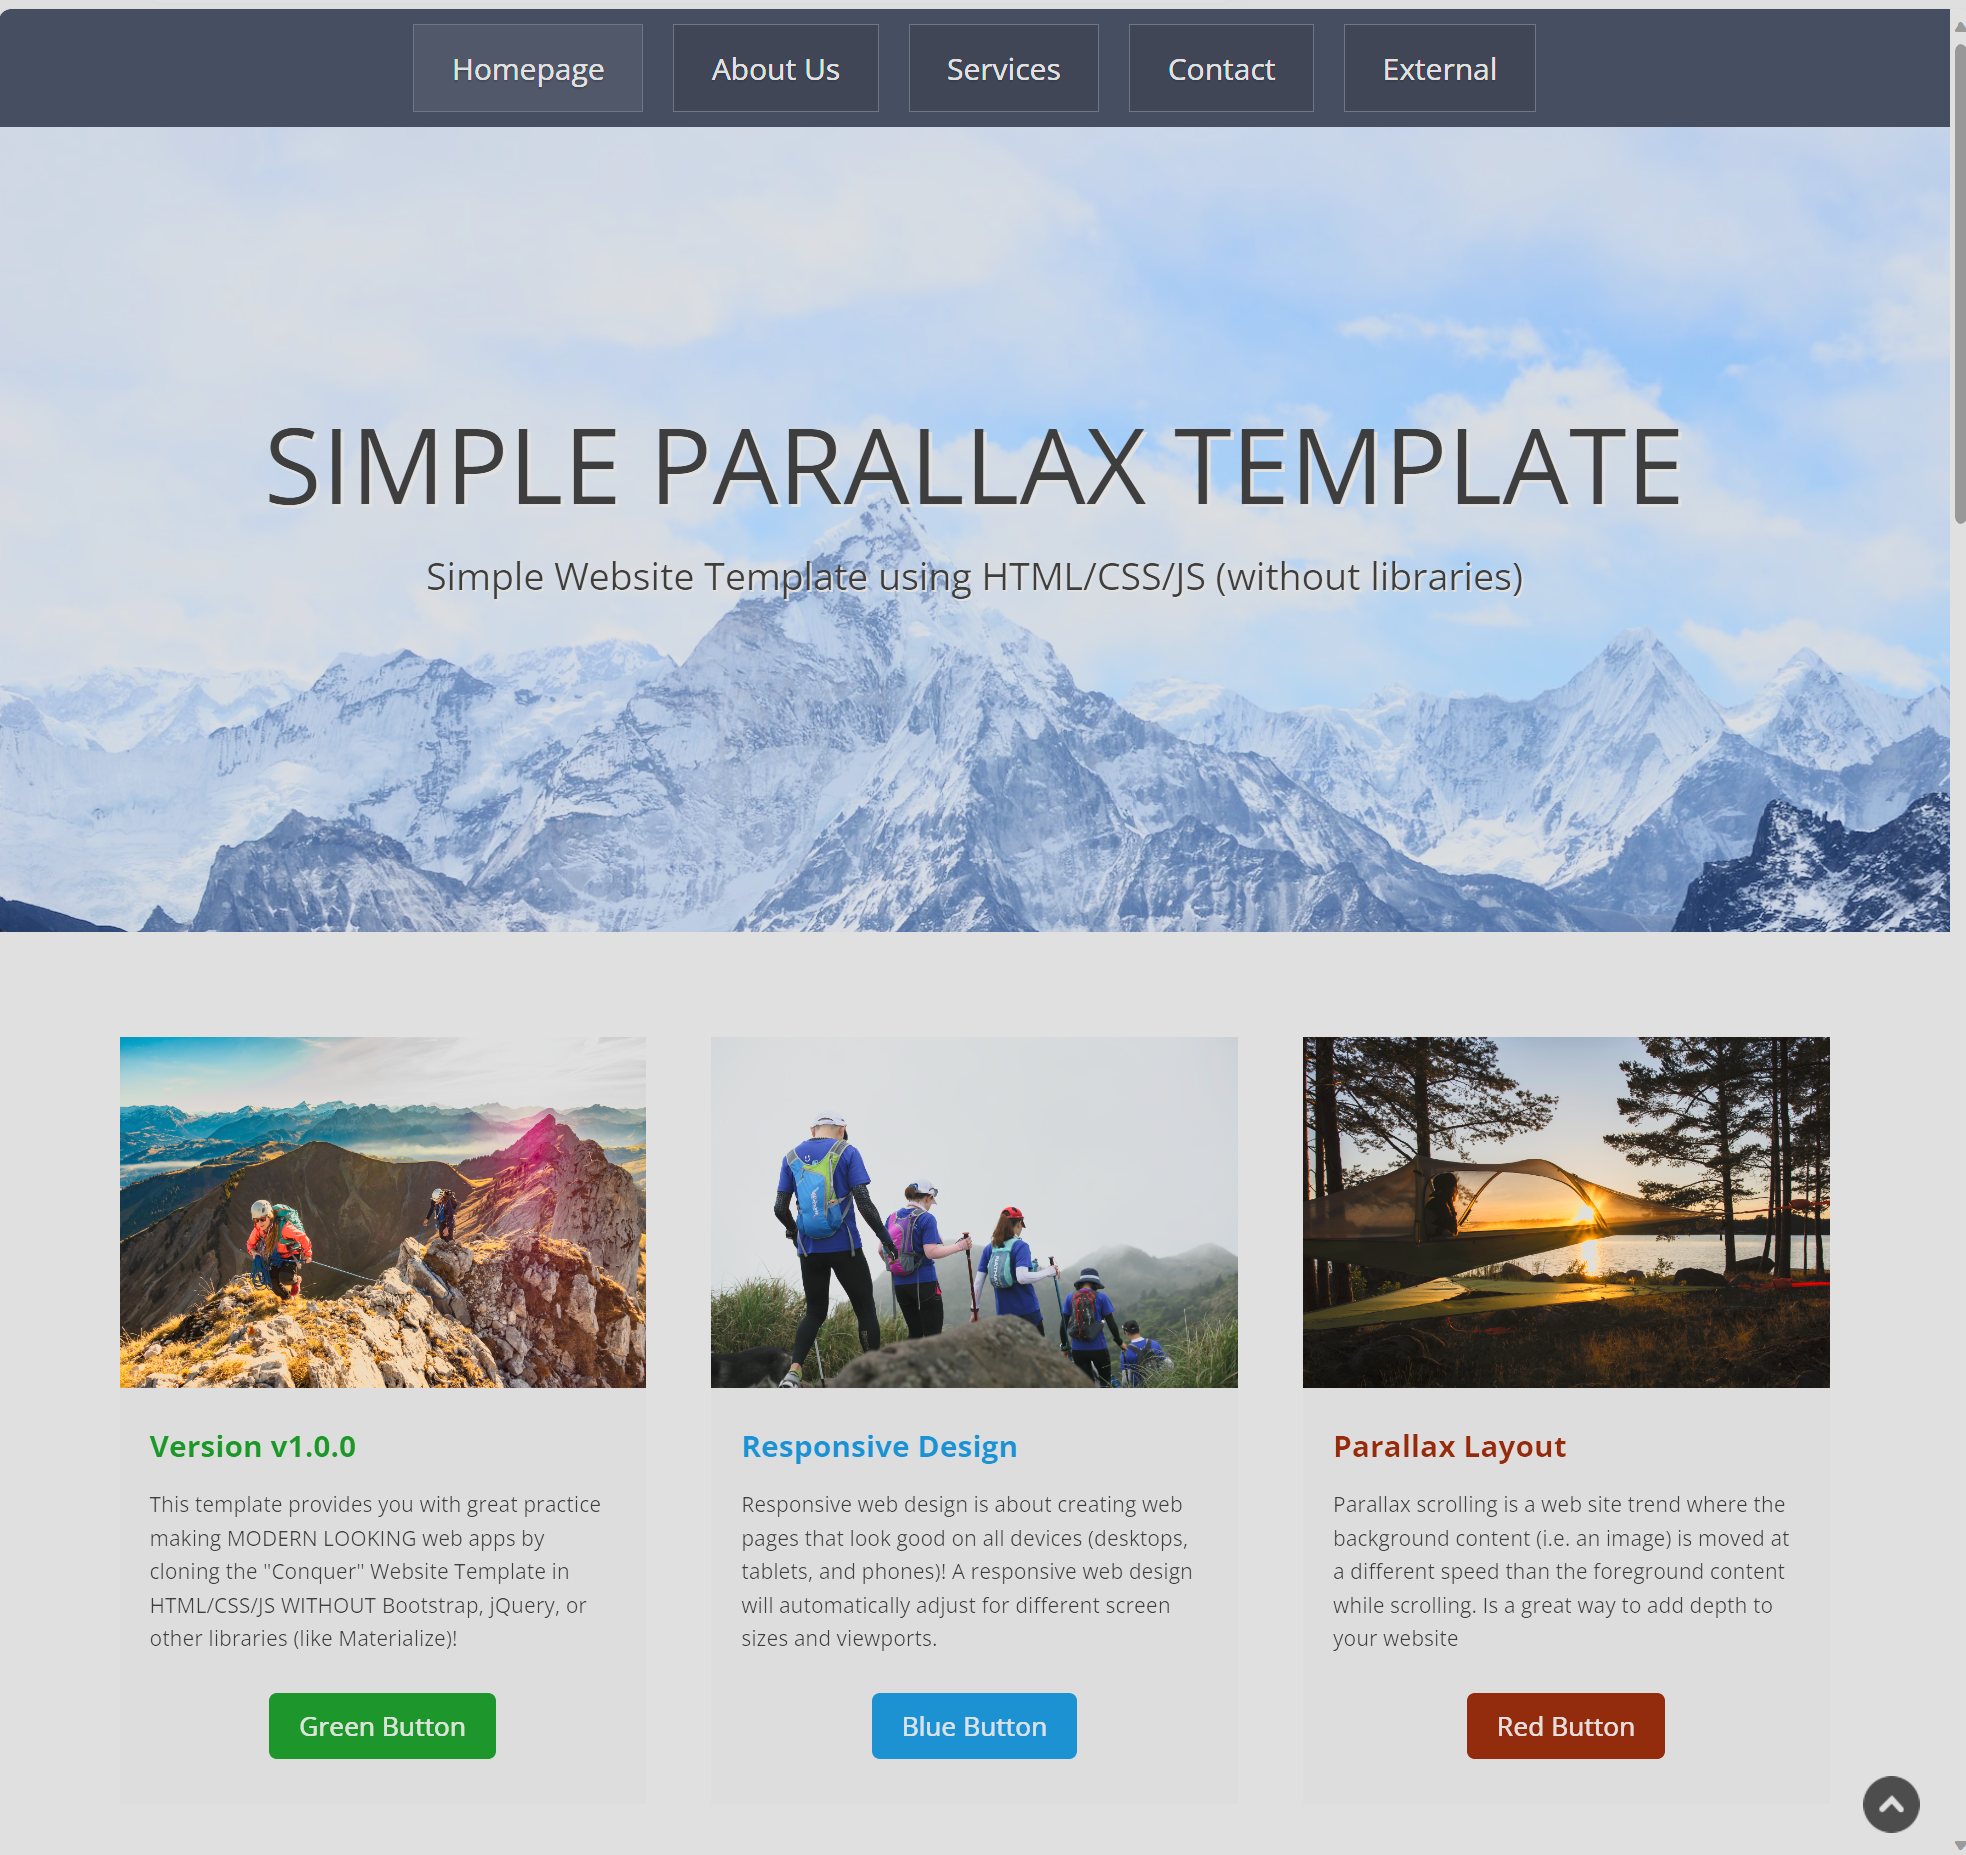 Homepage
About Us
Services
Contact
External
SIMPLE PARALLAX TEMPLATE
Simple Website Template using HTML/CSS/JS (without libraries)
Version v1.0.0
This template provides you with great practice
making MODERN LOOKING web apps by
cloning the "Conquer" Website Template in
HTML/CSS/JS WITHOUT Bootstrap, jQuery, or
other libraries (like Materialize)!
Green Button
Responsive Design
Responsive web design is about creating web
pages that look good on all devices (desktops,
tablets, and phones)! A responsive web design
will automatically adjust for different screen
sizes and viewports.
Blue Button
Parallax Layout
Parallax scrolling is a web site trend where the
background content (i.e. an image) is moved at
a different speed than the foreground content
while scrolling. Is a great way to add depth to
your website
Red Button